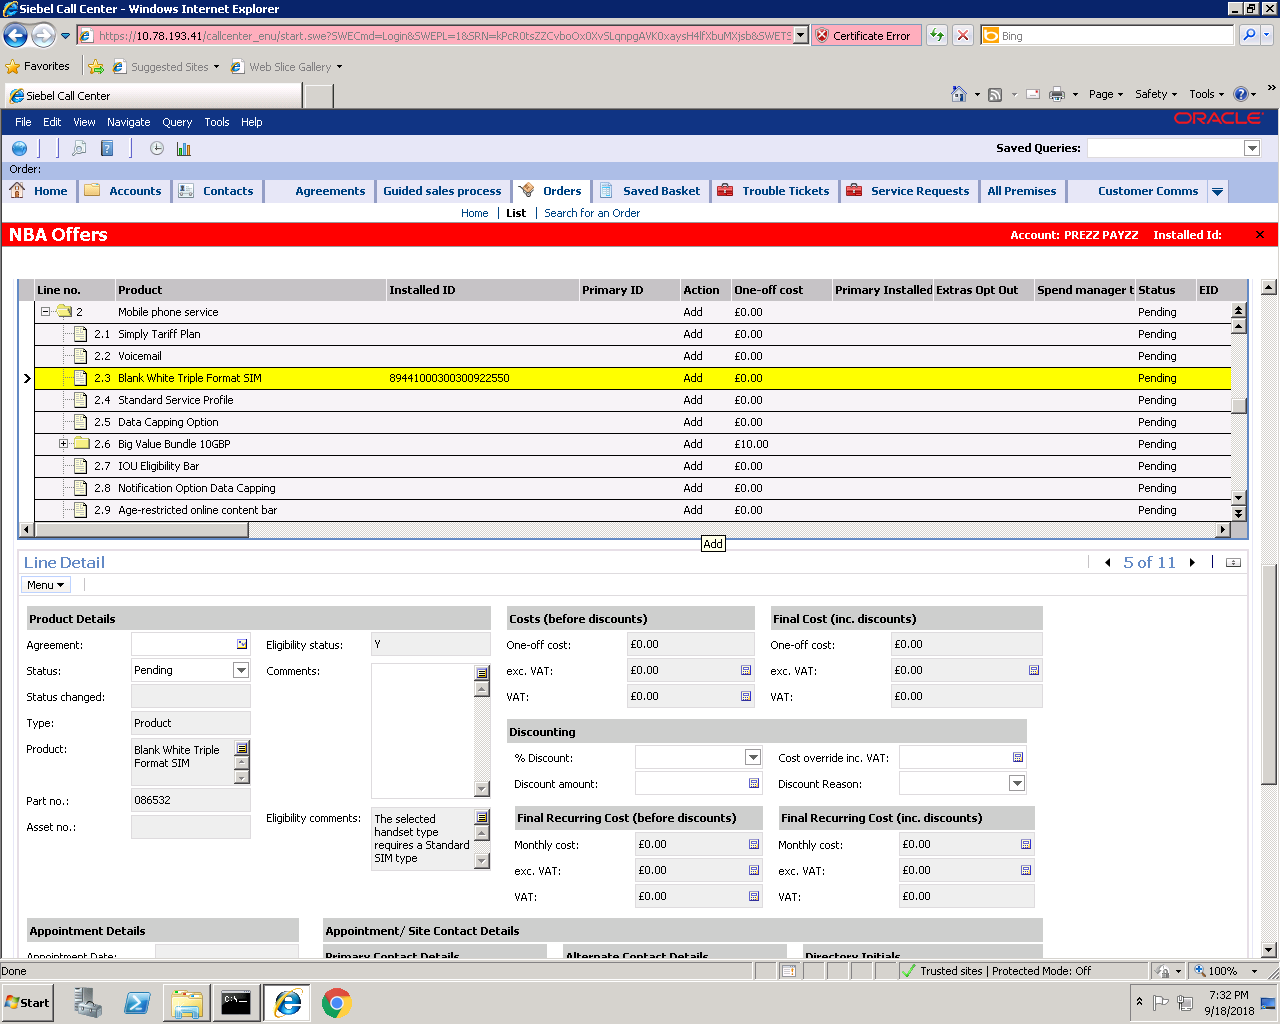 Siebel Call Center - Windows Internet Explorer
Certificate Error
Bing
Favorites
Suggested Sites
Web Slice Gallery
Siebel Call Center
Page
Safety
Tools
»
File Edit View Navigate Query Tools Help
ORACLE
Saved Queries:
Order:
Home Accounts Contacts Agreements Guided sales process Orders Saved Basket Trouble Tickets Service Requests All Premises Customer Comms
Home | List | Search for an Order
NBA Offers
Account: PREZZ PAYZZ Installed Id:
Line no. Product Installed ID Primary ID Action One-off cost Primary Installed Extras Opt Out Spend manager t Status EID
2 Mobile phone service Add £0.00 Pending
2.1 Simply Tariff Plan Add £0.00 Pending
2.2 Voicemail Add £0.00 Pending
2.3 Blank White Triple Format SIM 89441000300300922550 Add £0.00 Pending
2.4 Standard Service Profile Add £0.00 Pending
2.5 Data Capping Option Add £0.00 Pending
2.6 Big Value Bundle 10GBP Add £10.00 Pending
2.7 IOU Eligibility Bar Add £0.00 Pending
2.8 Notification Option Data Capping Add £0.00 Pending
2.9 Age-restricted online content bar Add £0.00 Pending
Add
Line Detail
5 of 11
Menu
Product Details
Agreement:
Status: Pending
Status changed:
Type: Product
Product: Blank White Triple
Format SIM
Part no.: 086532
Asset no.:
Eligibility status: Y
Comments:
Eligibility comments: The selected
handset type
requires a Standard
SIM type
Costs (before discounts)
One-off cost: £0.00
exc. VAT: £0.00
VAT: £0.00
Final Cost (inc. discounts)
One-off cost: £0.00
exc. VAT: £0.00
VAT: £0.00
Discounting
% Discount:
Cost override inc. VAT:
Discount amount:
Discount Reason:
Final Recurring Cost (before discounts)
Monthly cost: £0.00
exc. VAT: £0.00
VAT: £0.00
Final Recurring Cost (inc. discounts)
Monthly cost: £0.00
exc. VAT: £0.00
VAT: £0.00
Appointment Details
Appointment Date:
Appointment/ Site Contact Details
Primary Contact Details
Alternate Contact Details
Directory Initials
Done
Trusted sites | Protected Mode: Off
100%
Start
7:32 PM
9/18/2018